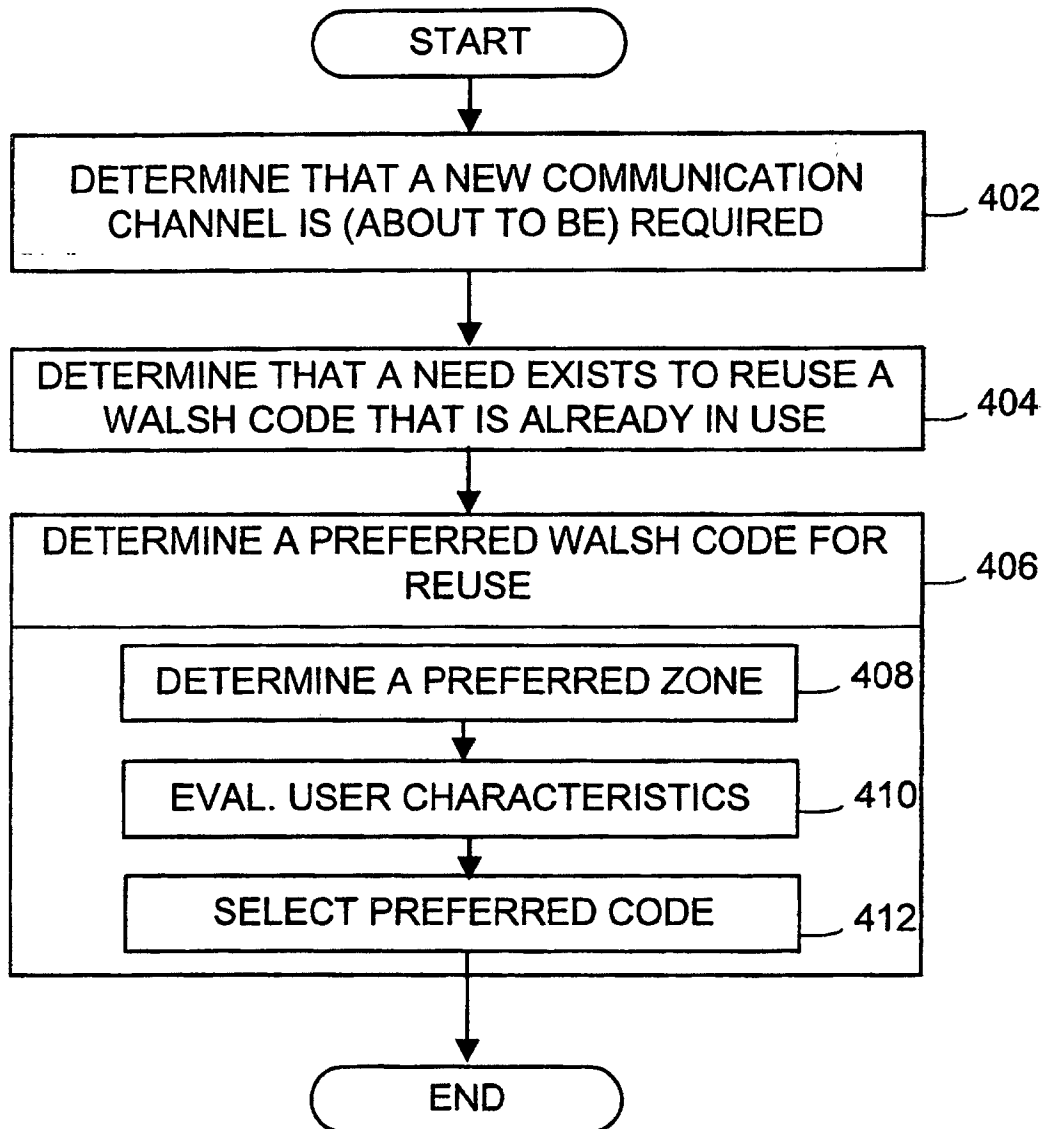 START
DETERMINE THAT A NEW COMMUNICATION
CHANNEL IS (ABOUT TO BE) REQUIRED
402
DETERMINE THAT A NEED EXISTS TO REUSE A
WALSH CODE THAT IS ALREADY IN USE
404
DETERMINE A PREFERRED WALSH CODE FOR
REUSE
406
DETERMINE A PREFERRED ZONE
408
EVAL. USER CHARACTERISTICS
410
SELECT PREFERRED CODE
412
END